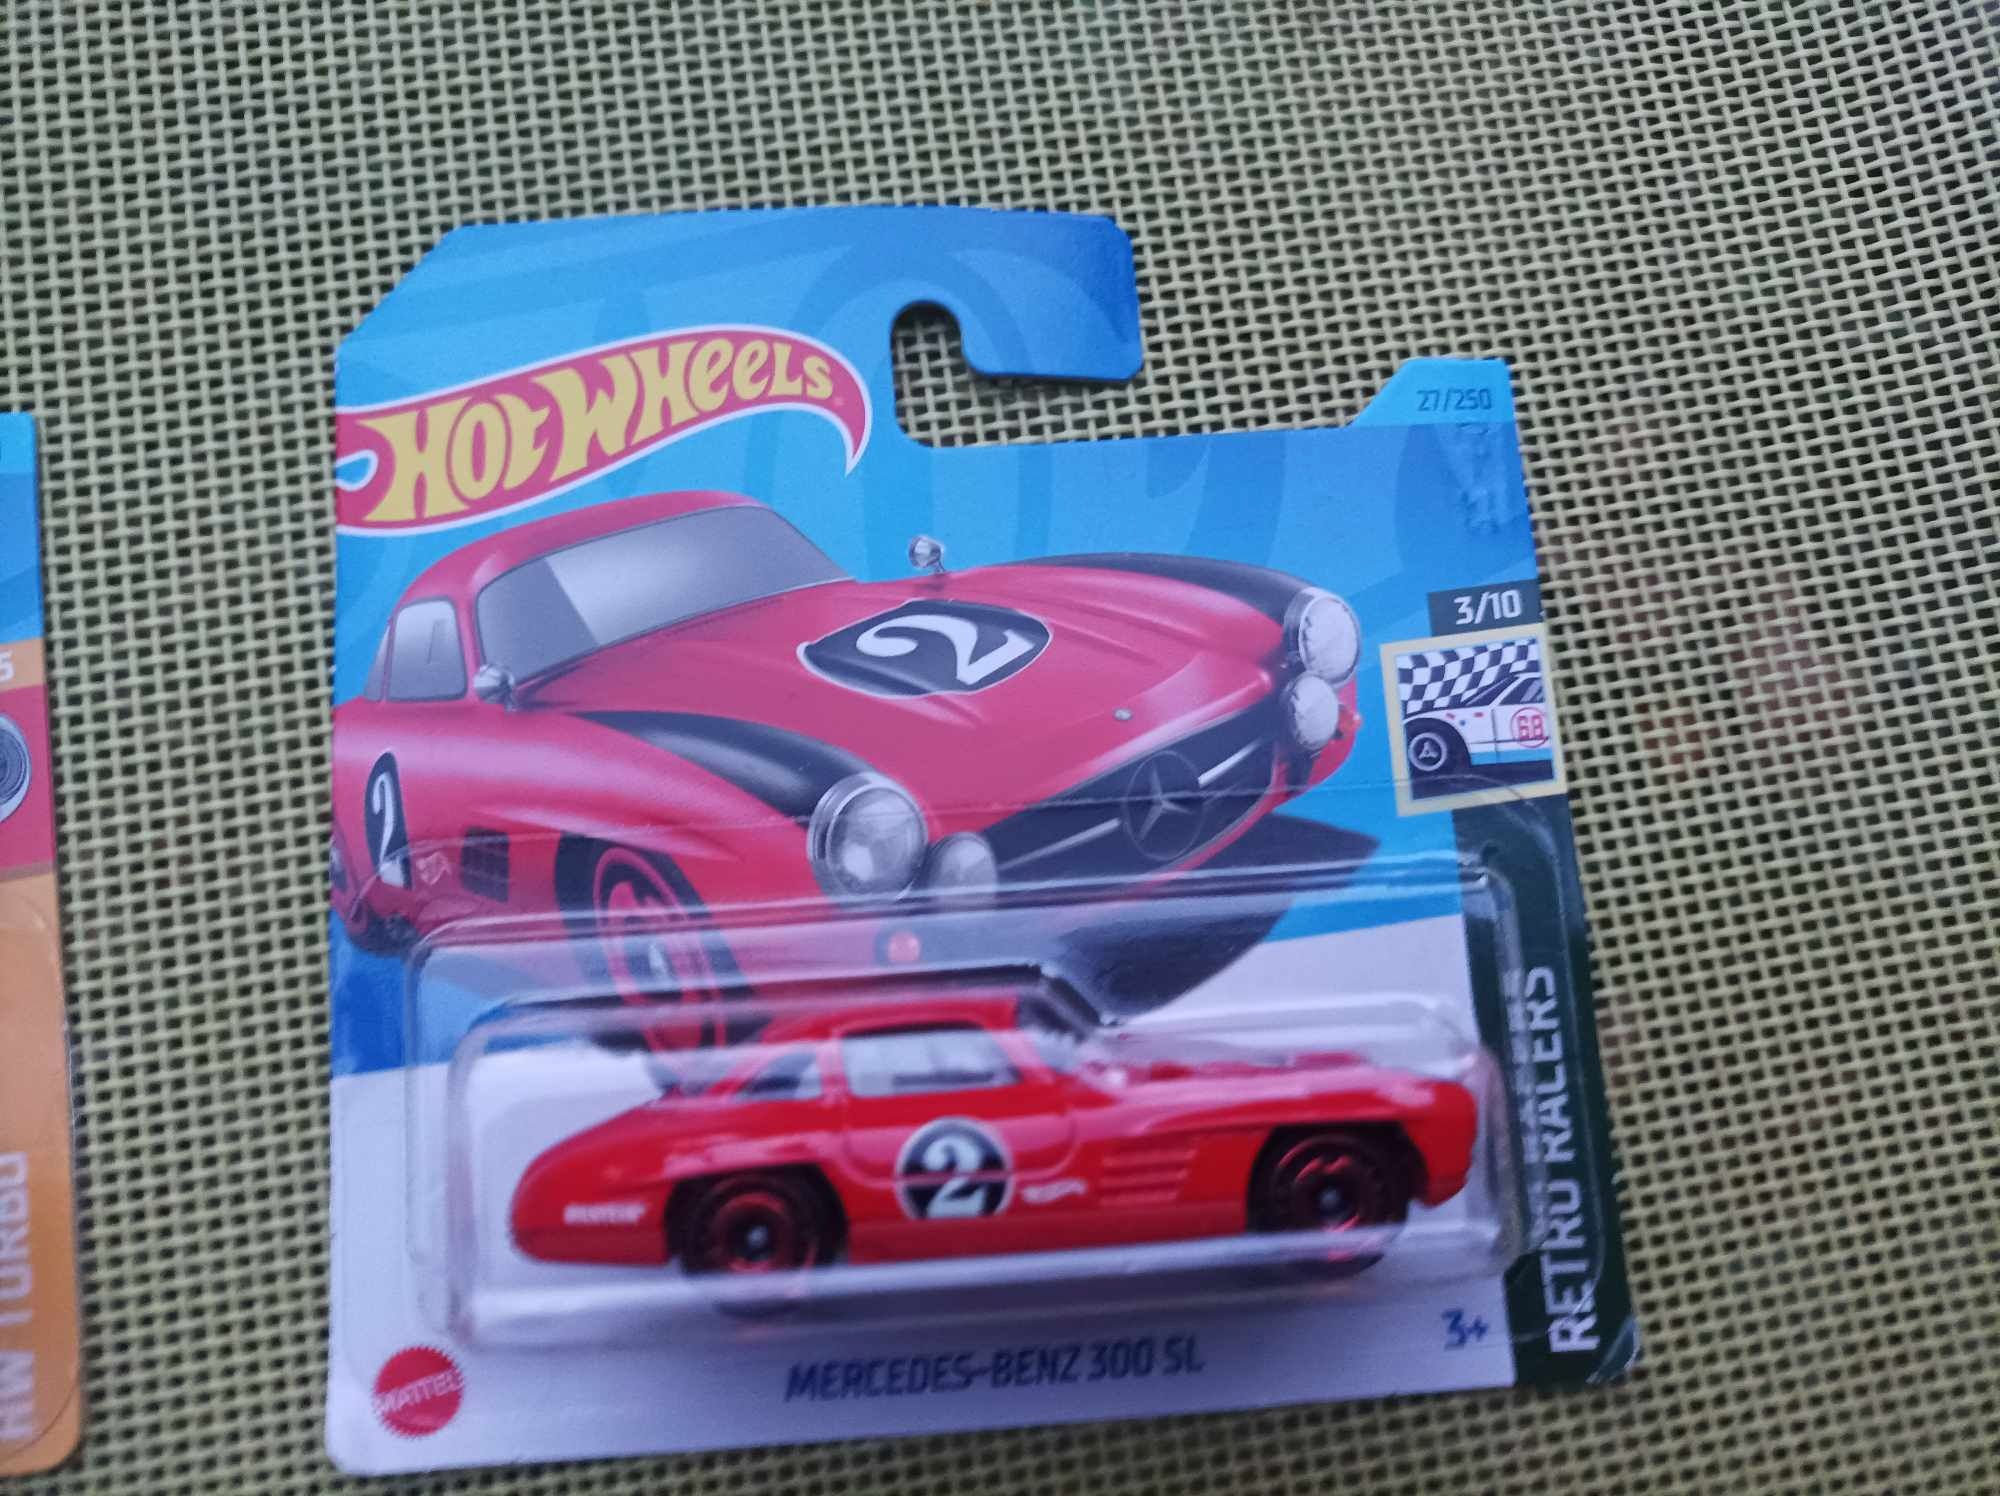 HOT WHEELS
27/250
3/10
68
2
2
2
RETRO RACERS
3+
MERCEDES-BENZ 300 SL
MATTEL
5
HW TURBO